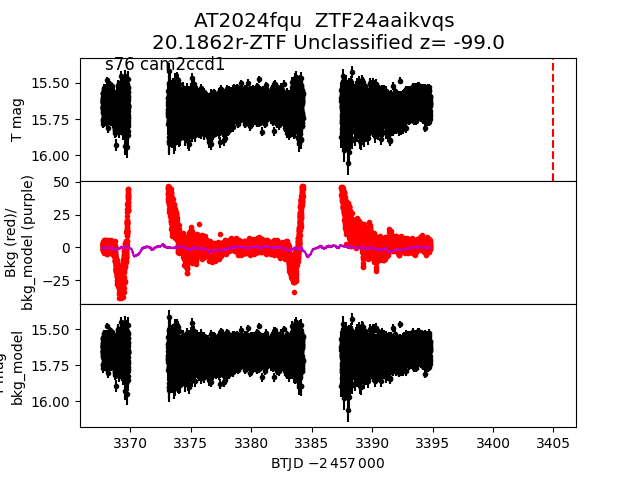 AT2024fqu ZTF24aaikvqs
20.1862r-ZTF Unclassified z= -99.0
s76 cam2ccd1
T mag
15.50
15.75
16.00
Bkg (red)/
bkg_model (purple)
50
25
0
−25
mag
bkg_model
15.50
15.75
16.00
3370 3375 3380 3385 3390 3395 3400 3405
BTJD −2 457 000